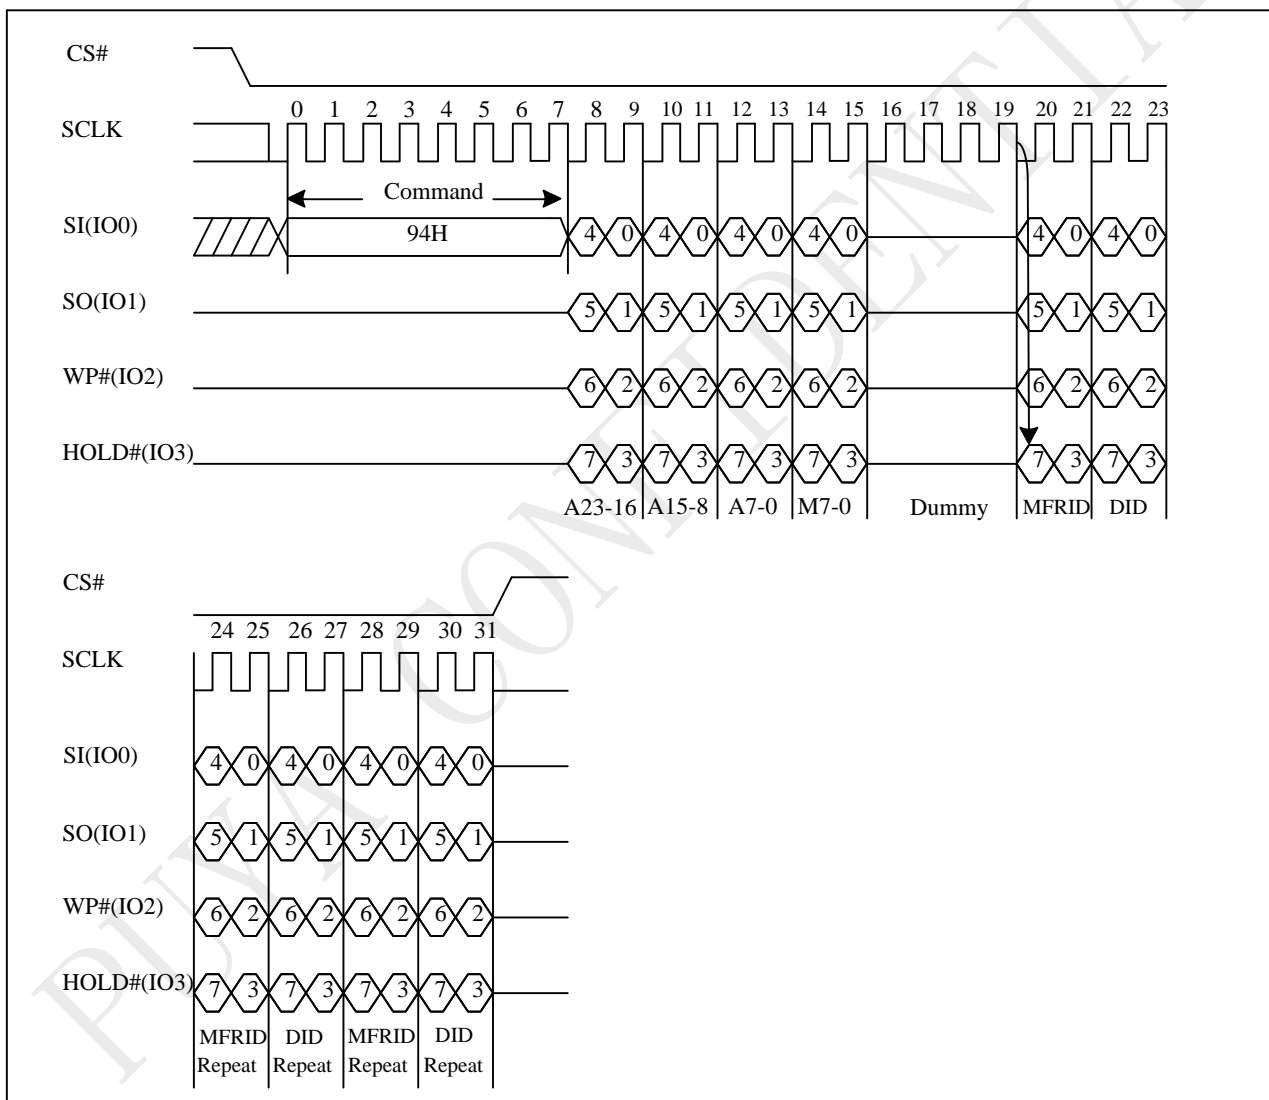 CS#
0 1 2 3 4 5 6 7 8 9 10 11 12 13 14 15 16 17 18 19 20 21 22 23
SCLK
Command
SI(IO0) 94H 4 0 4 0 4 0 4 0 4 0 4 0
SO(IO1) 5 1 5 1 5 1 5 1 5 1 5 1
WP#(IO2) 6 2 6 2 6 2 6 2 6 2 6 2
HOLD#(IO3) 7 3 7 3 7 3 7 3 7 3 7 3
A23-16 A15-8 A7-0 M7-0 Dummy MFRID DID
CS#
24 25 26 27 28 29 30 31
SCLK
SI(IO0) 4 0 4 0 4 0 4 0
SO(IO1) 5 1 5 1 5 1 5 1
WP#(IO2) 6 2 6 2 6 2 6 2
HOLD#(IO3) 7 3 7 3 7 3 7 3
MFRID DID MFRID DID
Repeat Repeat Repeat Repeat
PUYA CONFIDENTIA